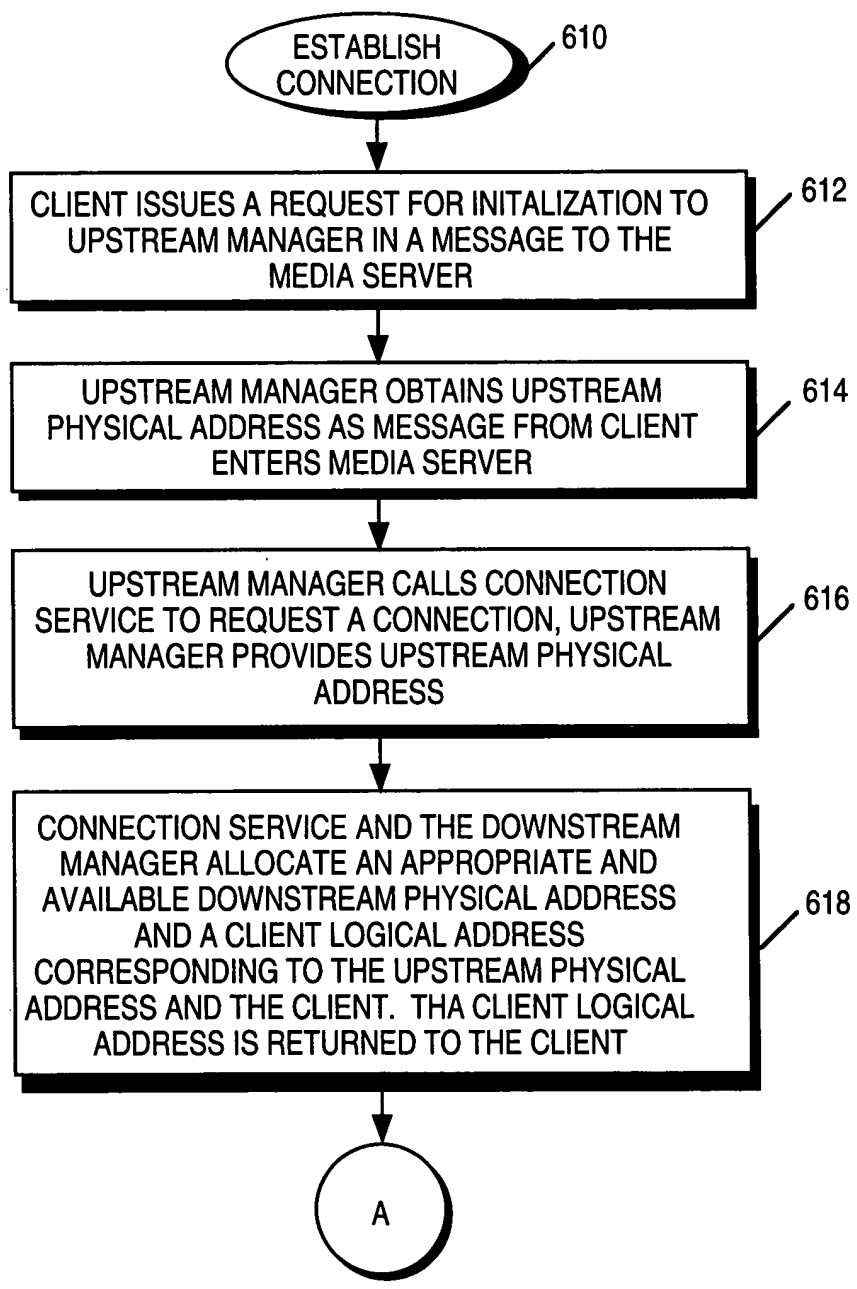 ESTABLISH
CONNECTION
610
CLIENT ISSUES A REQUEST FOR INITALIZATION TO
UPSTREAM MANAGER IN A MESSAGE TO THE
MEDIA SERVER
612
UPSTREAM MANAGER OBTAINS UPSTREAM
PHYSICAL ADDRESS AS MESSAGE FROM CLIENT
ENTERS MEDIA SERVER
614
UPSTREAM MANAGER CALLS CONNECTION
SERVICE TO REQUEST A CONNECTION, UPSTREAM
MANAGER PROVIDES UPSTREAM PHYSICAL
ADDRESS
616
CONNECTION SERVICE AND THE DOWNSTREAM
MANAGER ALLOCATE AN APPROPRIATE AND
AVAILABLE DOWNSTREAM PHYSICAL ADDRESS
AND A CLIENT LOGICAL ADDRESS
CORRESPONDING TO THE UPSTREAM PHYSICAL
ADDRESS AND THE CLIENT. THA CLIENT LOGICAL
ADDRESS IS RETURNED TO THE CLIENT
618
A